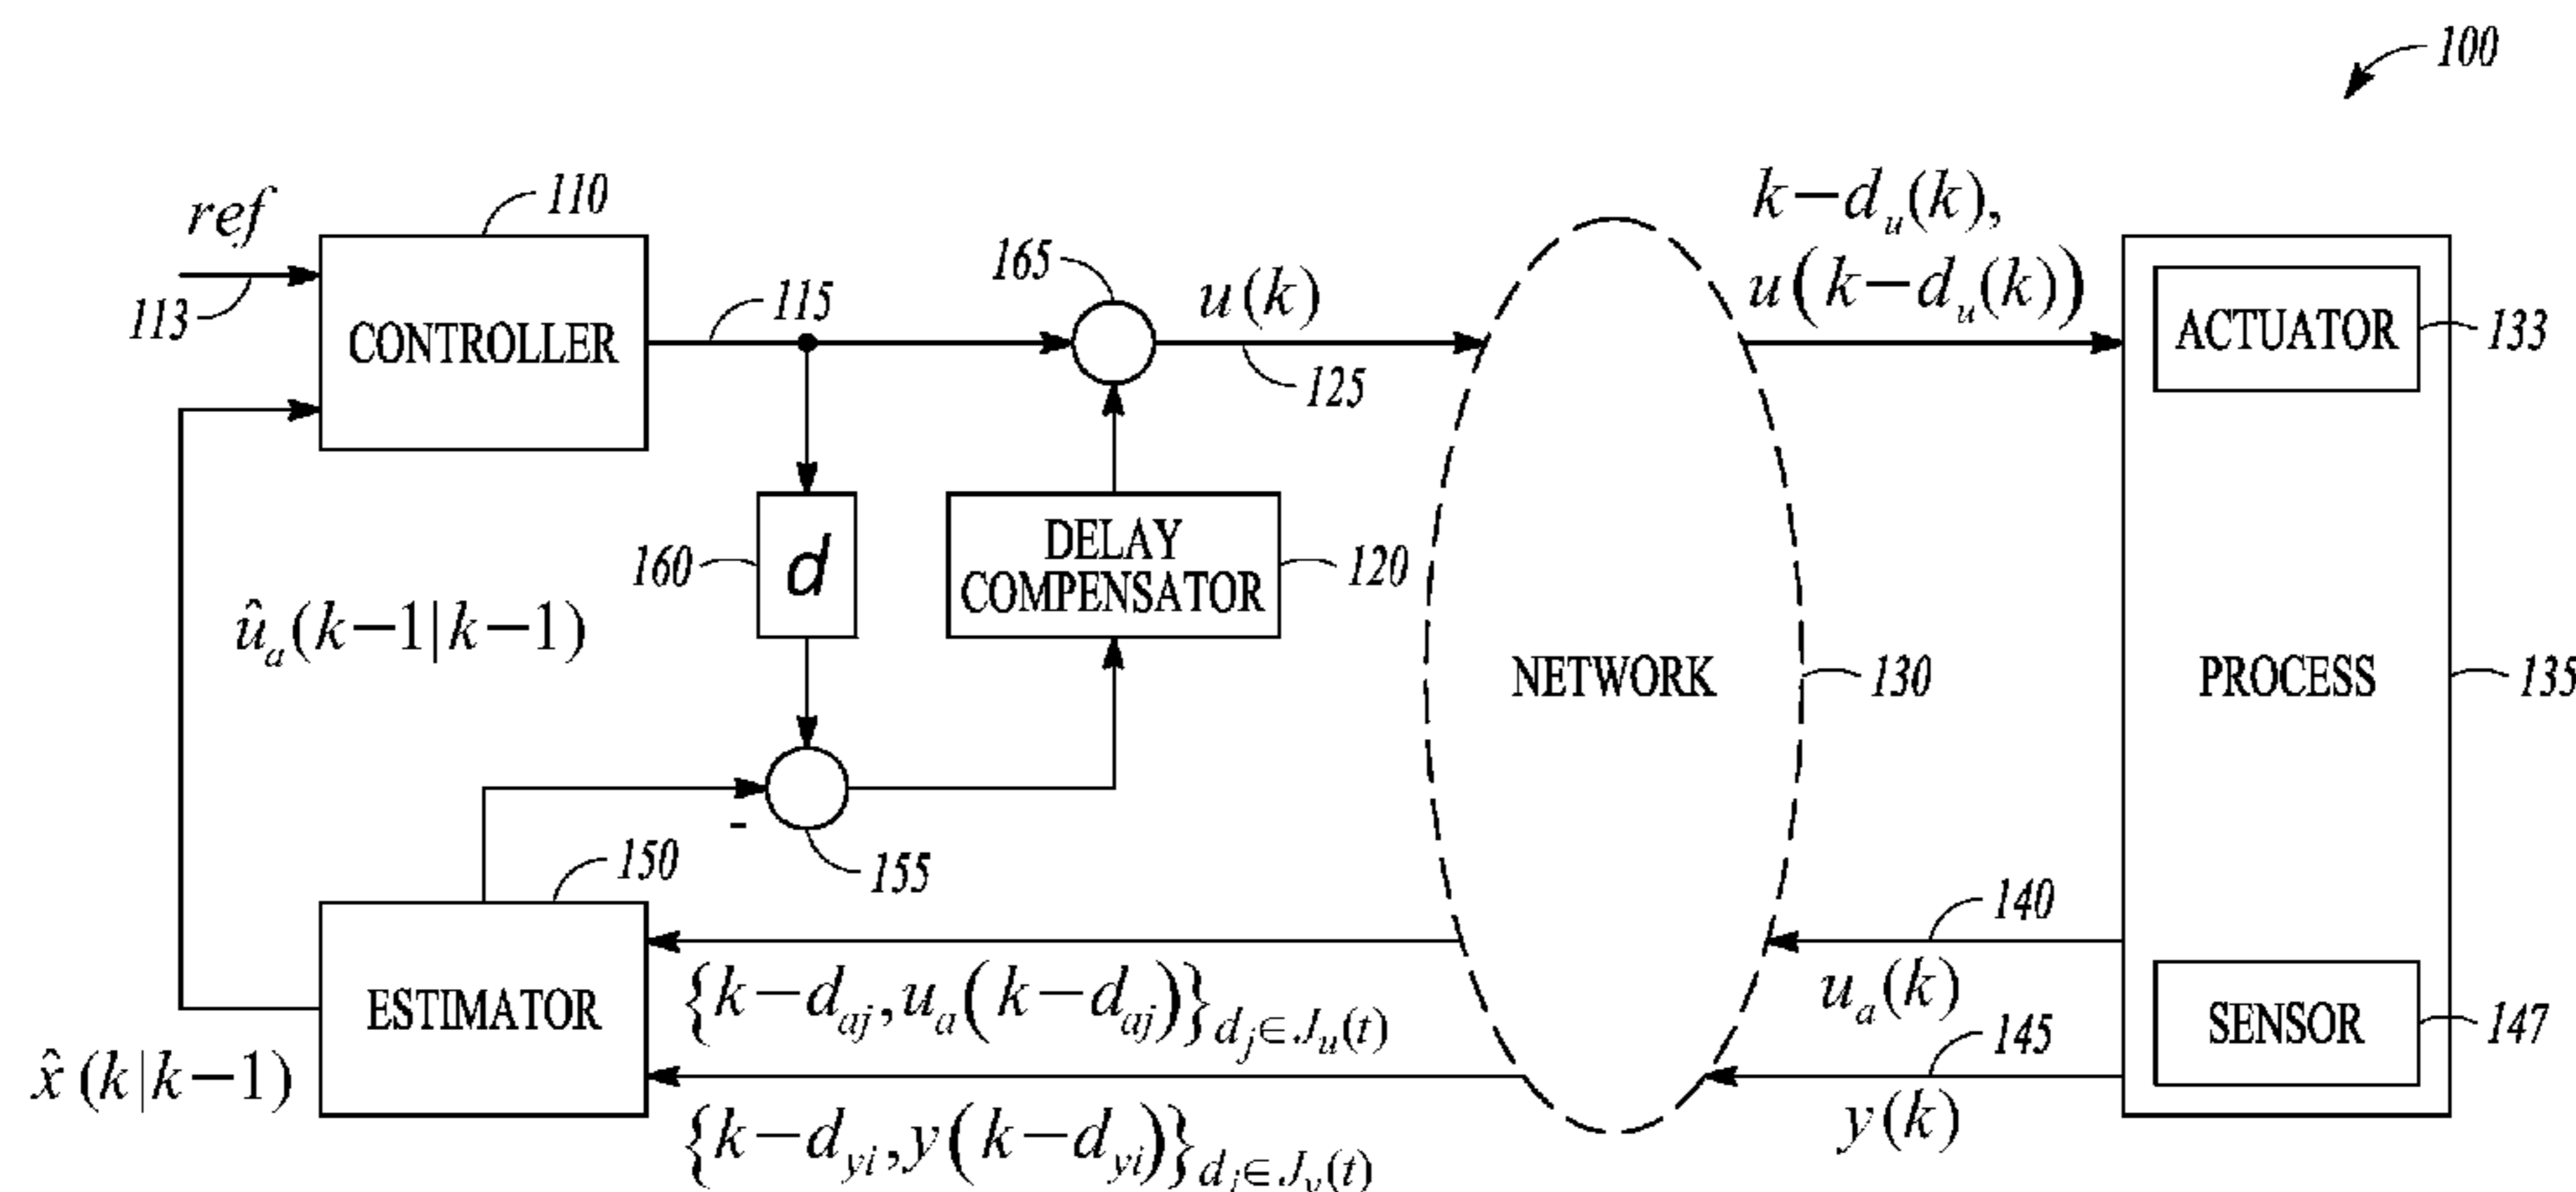 100
ref
113
110
CONTROLLER
115
165
u(k)
125
k−d_u(k),
u(k−d_u(k))
ACTUATOR
133
160
d
DELAY
COMPENSATOR
120
û_a(k−1|k−1)
NETWORK
130
PROCESS
135
-
155
150
ESTIMATOR
x̂(k|k−1)
{k−d_aj,u_a(k−d_aj)}_{d_j∈J_u(t)}
{k−d_yi,y(k−d_yi)}_{d_i∈J_y(t)}
140
u_a(k)
145
y(k)
SENSOR
147